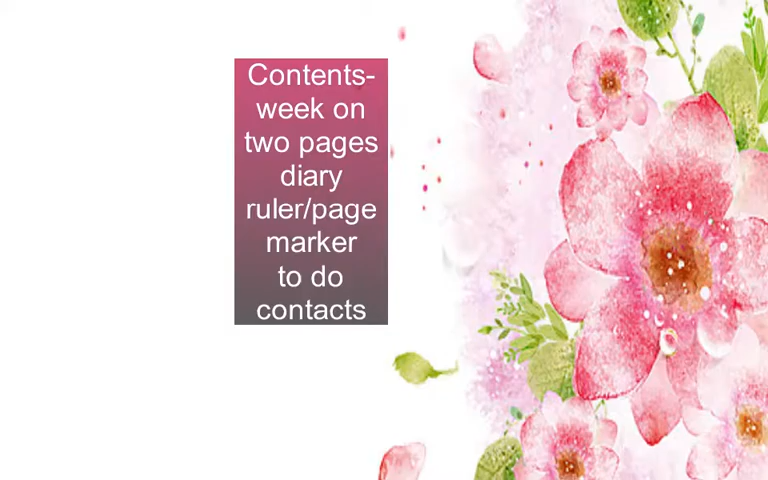 Contents-
week on
two pages
diary
ruler/page
marker
to do
contacts